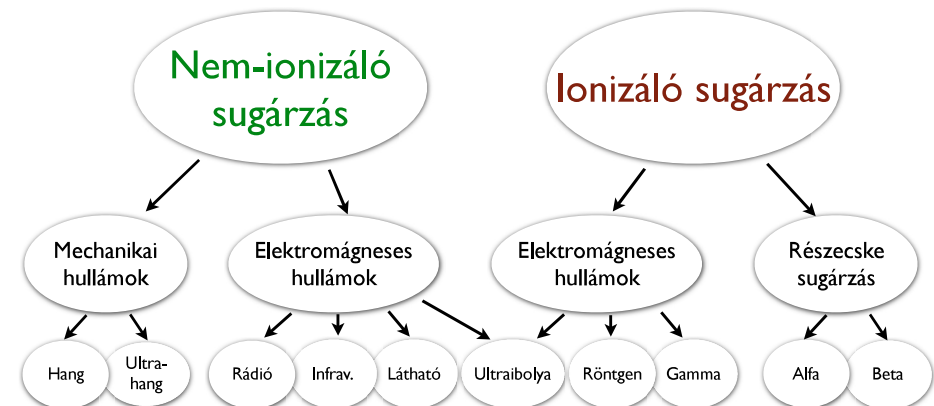 Nem-ionizáló
sugárzás
Ionizáló sugárzás
Mechanikai
hullámok
Elektromágneses
hullámok
Elektromágneses
hullámok
Részecske
sugárzás
Hang
Ultra-
hang
Rádió
Infrav.
Látható
Ultraibolya
Röntgen
Gamma
Alfa
Beta